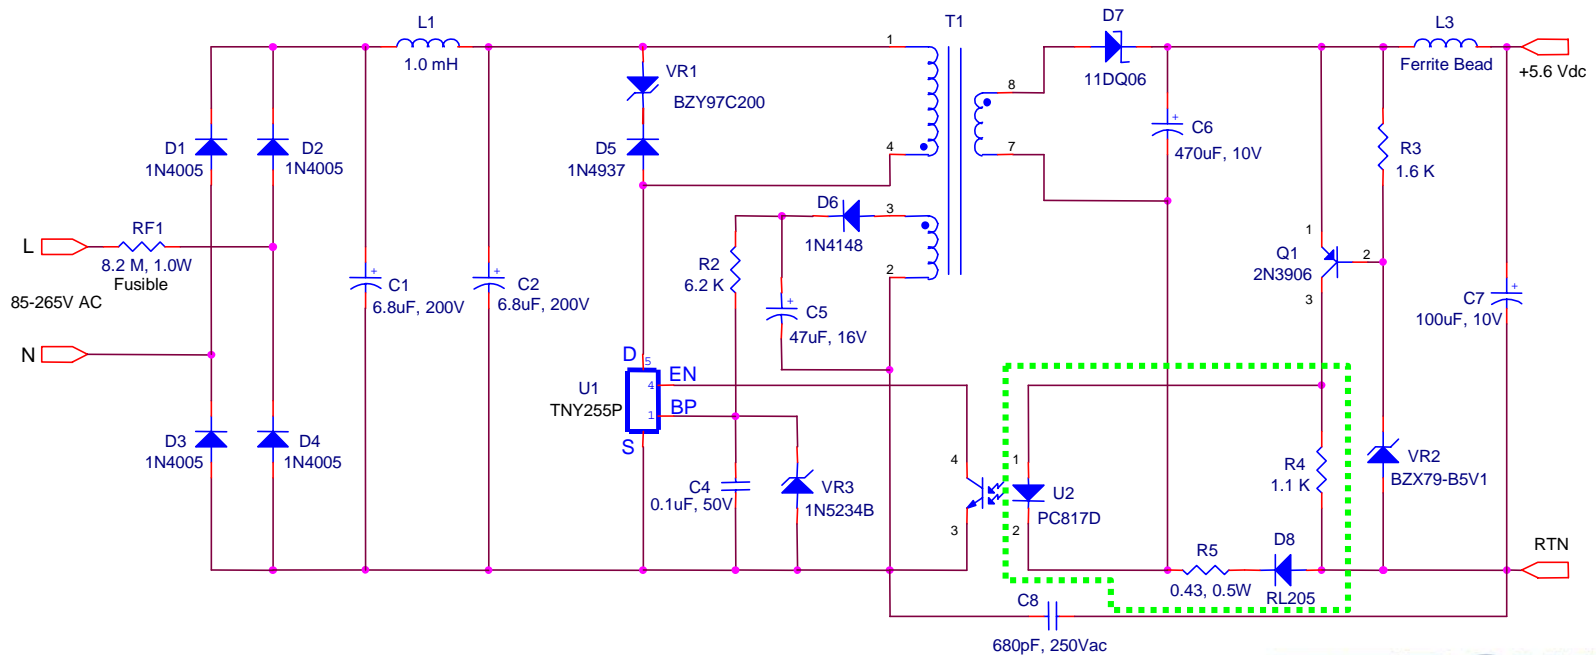 L1
1.0 mH
T1
D7
11DQ06
L3
Ferrite Bead
+5.6 Vdc
1
VR1
BZY97C200
8
D1
1N4005
D2
1N4005
D5
1N4937
4
7
C6
470uF, 10V
R3
1.6 K
D6
1N4148
3
L
RF1
8.2 M, 1.0W
Fusible
85-265V AC
R2
6.2 K
2
1
Q1
2N3906
2
3
C1
6.8uF, 200V
C2
6.8uF, 200V
C5
47uF, 16V
C7
100uF, 10V
N
D
5
U1
TNY255P
4
EN
1
BP
S
D3
1N4005
D4
1N4005
C4
0.1uF, 50V
VR3
1N5234B
4
3
1
2
U2
PC817D
R4
1.1 K
VR2
BZX79-B5V1
R5
0.43, 0.5W
D8
RL205
RTN
C8
680pF, 250Vac